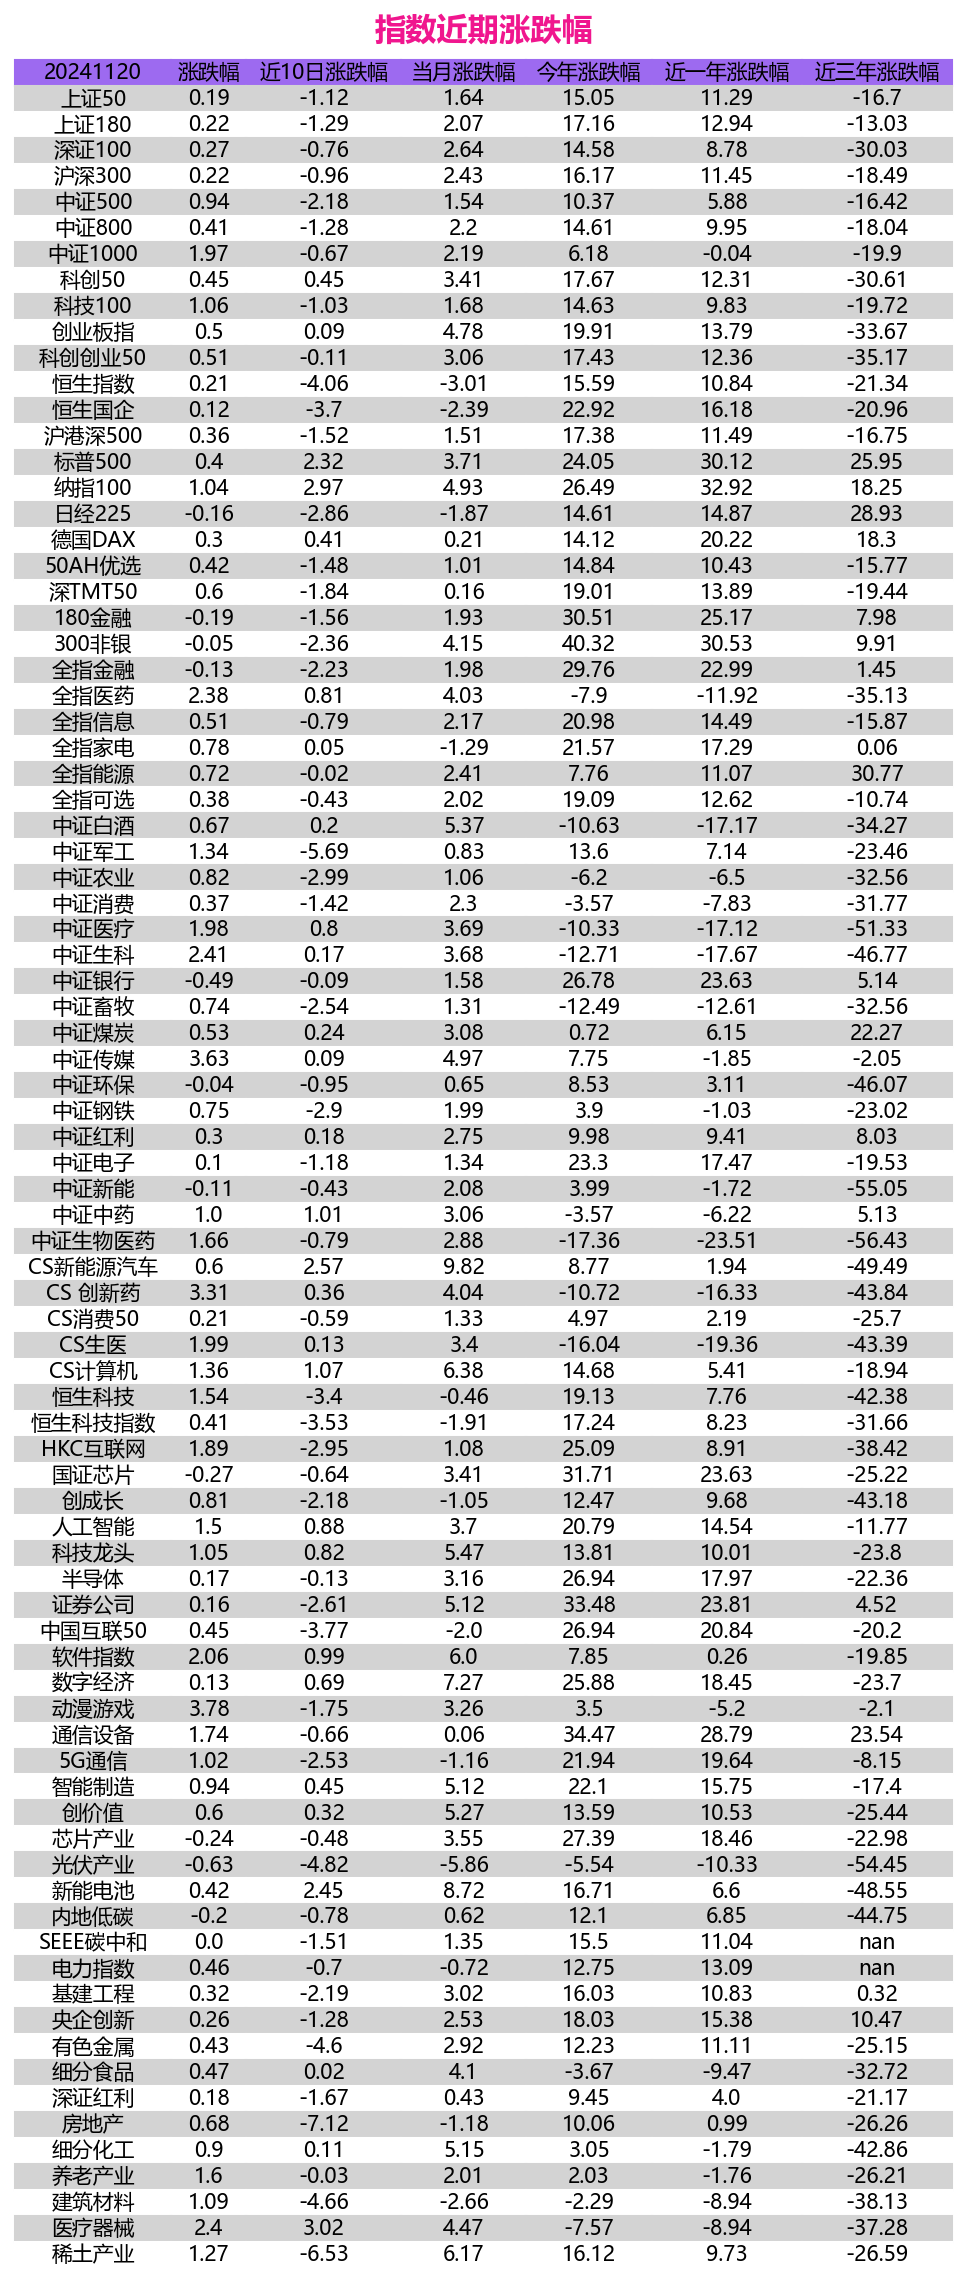 指数近期涨跌幅
20241120 涨跌幅 近10日涨跌幅 当月涨跌幅 今年涨跌幅 近一年涨跌幅 近三年涨跌幅
上证50 0.19 -1.12 1.64 15.05 11.29 -16.7
上证180 0.22 -1.29 2.07 17.16 12.94 -13.03
深证100 0.27 -0.76 2.64 14.58 8.78 -30.03
沪深300 0.22 -0.96 2.43 16.17 11.45 -18.49
中证500 0.94 -2.18 1.54 10.37 5.88 -16.42
中证800 0.41 -1.28 2.2 14.61 9.95 -18.04
中证1000 1.97 -0.67 2.19 6.18 -0.04 -19.9
科创50 0.45 0.45 3.41 17.67 12.31 -30.61
科技100 1.06 -1.03 1.68 14.63 9.83 -19.72
创业板指 0.5 0.09 4.78 19.91 13.79 -33.67
科创创业50 0.51 -0.11 3.06 17.43 12.36 -35.17
恒生指数 0.21 -4.06 -3.01 15.59 10.84 -21.34
恒生国企 0.12 -3.7 -2.39 22.92 16.18 -20.96
沪港深500 0.36 -1.52 1.51 17.38 11.49 -16.75
标普500 0.4 2.32 3.71 24.05 30.12 25.95
纳指100 1.04 2.97 4.93 26.49 32.92 18.25
日经225 -0.16 -2.86 -1.87 14.61 14.87 28.93
德国DAX 0.3 0.41 0.21 14.12 20.22 18.3
50AH优选 0.42 -1.48 1.01 14.84 10.43 -15.77
深TMT50 0.6 -1.84 0.16 19.01 13.89 -19.44
180金融 -0.19 -1.56 1.93 30.51 25.17 7.98
300非银 -0.05 -2.36 4.15 40.32 30.53 9.91
全指金融 -0.13 -2.23 1.98 29.76 22.99 1.45
全指医药 2.38 0.81 4.03 -7.9 -11.92 -35.13
全指信息 0.51 -0.79 2.17 20.98 14.49 -15.87
全指家电 0.78 0.05 -1.29 21.57 17.29 0.06
全指能源 0.72 -0.02 2.41 7.76 11.07 30.77
全指可选 0.38 -0.43 2.02 19.09 12.62 -10.74
中证白酒 0.67 0.2 5.37 -10.63 -17.17 -34.27
中证军工 1.34 -5.69 0.83 13.6 7.14 -23.46
中证农业 0.82 -2.99 1.06 -6.2 -6.5 -32.56
中证消费 0.37 -1.42 2.3 -3.57 -7.83 -31.77
中证医疗 1.98 0.8 3.69 -10.33 -17.12 -51.33
中证生科 2.41 0.17 3.68 -12.71 -17.67 -46.77
中证银行 -0.49 -0.09 1.58 26.78 23.63 5.14
中证畜牧 0.74 -2.54 1.31 -12.49 -12.61 -32.56
中证煤炭 0.53 0.24 3.08 0.72 6.15 22.27
中证传媒 3.63 0.09 4.97 7.75 -1.85 -2.05
中证环保 -0.04 -0.95 0.65 8.53 3.11 -46.07
中证钢铁 0.75 -2.9 1.99 3.9 -1.03 -23.02
中证红利 0.3 0.18 2.75 9.98 9.41 8.03
中证电子 0.1 -1.18 1.34 23.3 17.47 -19.53
中证新能 -0.11 -0.43 2.08 3.99 -1.72 -55.05
中证中药 1.0 1.01 3.06 -3.57 -6.22 5.13
中证生物医药 1.66 -0.79 2.88 -17.36 -23.51 -56.43
CS新能源汽车 0.6 2.57 9.82 8.77 1.94 -49.49
CS 创新药 3.31 0.36 4.04 -10.72 -16.33 -43.84
CS消费50 0.21 -0.59 1.33 4.97 2.19 -25.7
CS生医 1.99 0.13 3.4 -16.04 -19.36 -43.39
CS计算机 1.36 1.07 6.38 14.68 5.41 -18.94
恒生科技 1.54 -3.4 -0.46 19.13 7.76 -42.38
恒生科技指数 0.41 -3.53 -1.91 17.24 8.23 -31.66
HKC互联网 1.89 -2.95 1.08 25.09 8.91 -38.42
国证芯片 -0.27 -0.64 3.41 31.71 23.63 -25.22
创成长 0.81 -2.18 -1.05 12.47 9.68 -43.18
人工智能 1.5 0.88 3.7 20.79 14.54 -11.77
科技龙头 1.05 0.82 5.47 13.81 10.01 -23.8
半导体 0.17 -0.13 3.16 26.94 17.97 -22.36
证券公司 0.16 -2.61 5.12 33.48 23.81 4.52
中国互联50 0.45 -3.77 -2.0 26.94 20.84 -20.2
软件指数 2.06 0.99 6.0 7.85 0.26 -19.85
数字经济 0.13 0.69 7.27 25.88 18.45 -23.7
动漫游戏 3.78 -1.75 3.26 3.5 -5.2 -2.1
通信设备 1.74 -0.66 0.06 34.47 28.79 23.54
5G通信 1.02 -2.53 -1.16 21.94 19.64 -8.15
智能制造 0.94 0.45 5.12 22.1 15.75 -17.4
创价值 0.6 0.32 5.27 13.59 10.53 -25.44
芯片产业 -0.24 -0.48 3.55 27.39 18.46 -22.98
光伏产业 -0.63 -4.82 -5.86 -5.54 -10.33 -54.45
新能电池 0.42 2.45 8.72 16.71 6.6 -48.55
内地低碳 -0.2 -0.78 0.62 12.1 6.85 -44.75
SEEE碳中和 0.0 -1.51 1.35 15.5 11.04 nan
电力指数 0.46 -0.7 -0.72 12.75 13.09 nan
基建工程 0.32 -2.19 3.02 16.03 10.83 0.32
央企创新 0.26 -1.28 2.53 18.03 15.38 10.47
有色金属 0.43 -4.6 2.92 12.23 11.11 -25.15
细分食品 0.47 0.02 4.1 -3.67 -9.47 -32.72
深证红利 0.18 -1.67 0.43 9.45 4.0 -21.17
房地产 0.68 -7.12 -1.18 10.06 0.99 -26.26
细分化工 0.9 0.11 5.15 3.05 -1.79 -42.86
养老产业 1.6 -0.03 2.01 2.03 -1.76 -26.21
建筑材料 1.09 -4.66 -2.66 -2.29 -8.94 -38.13
医疗器械 2.4 3.02 4.47 -7.57 -8.94 -37.28
稀土产业 1.27 -6.53 6.17 16.12 9.73 -26.59